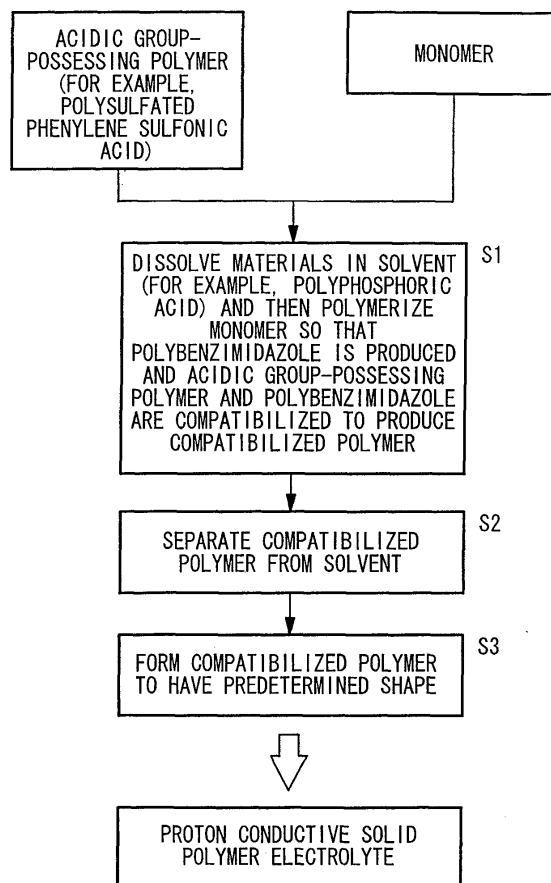 ACIDIC GROUP-
POSSESSING POLYMER
(FOR EXAMPLE,
POLYSULFATED
PHENYLENE SULFONIC
ACID)
MONOMER
S1
DISSOLVE MATERIALS IN SOLVENT
(FOR EXAMPLE, POLYPHOSPHORIC
ACID) AND THEN POLYMERIZE
MONOMER SO THAT
POLYBENZIMIDAZOLE IS PRODUCED
AND ACIDIC GROUP-POSSESSING
POLYMER AND POLYBENZIMIDAZOLE
ARE COMPATIBILIZED TO PRODUCE
COMPATIBILIZED POLYMER
S2
SEPARATE COMPATIBILIZED
POLYMER FROM SOLVENT
S3
FORM COMPATIBILIZED POLYMER
TO HAVE PREDETERMINED SHAPE
PROTON CONDUCTIVE SOLID
POLYMER ELECTROLYTE